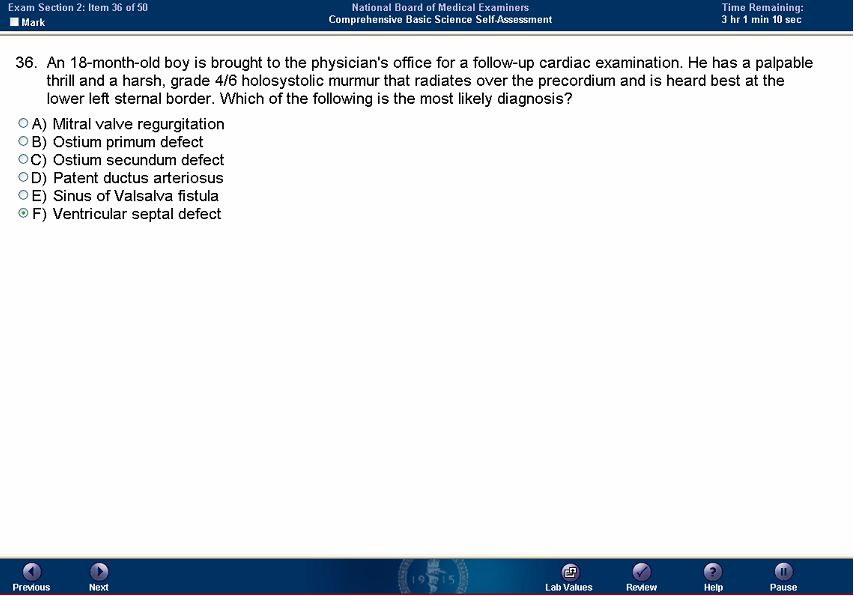 Exam Section 2: Item 36 of 50
National Board of Medical Examiners
Time Remaining:
Mark
Comprehensive Basic Science Self-Assessment
3 hr 1 min 10 sec
36. An 18-month-old boy is brought to the physician's office for a follow-up cardiac examination. He has a palpable
thrill and a harsh, grade 4/6 holosystolic murmur that radiates over the precordium and is heard best at the
lower left sternal border. Which of the following is the most likely diagnosis?
A) Mitral valve regurgitation
B) Ostium primum defect
C) Ostium secundum defect
D) Patent ductus arteriosus
E) Sinus of Valsalva fistula
F) Ventricular septal defect
19 15
Previous
Next
Lab Values
Review
Help
Pause